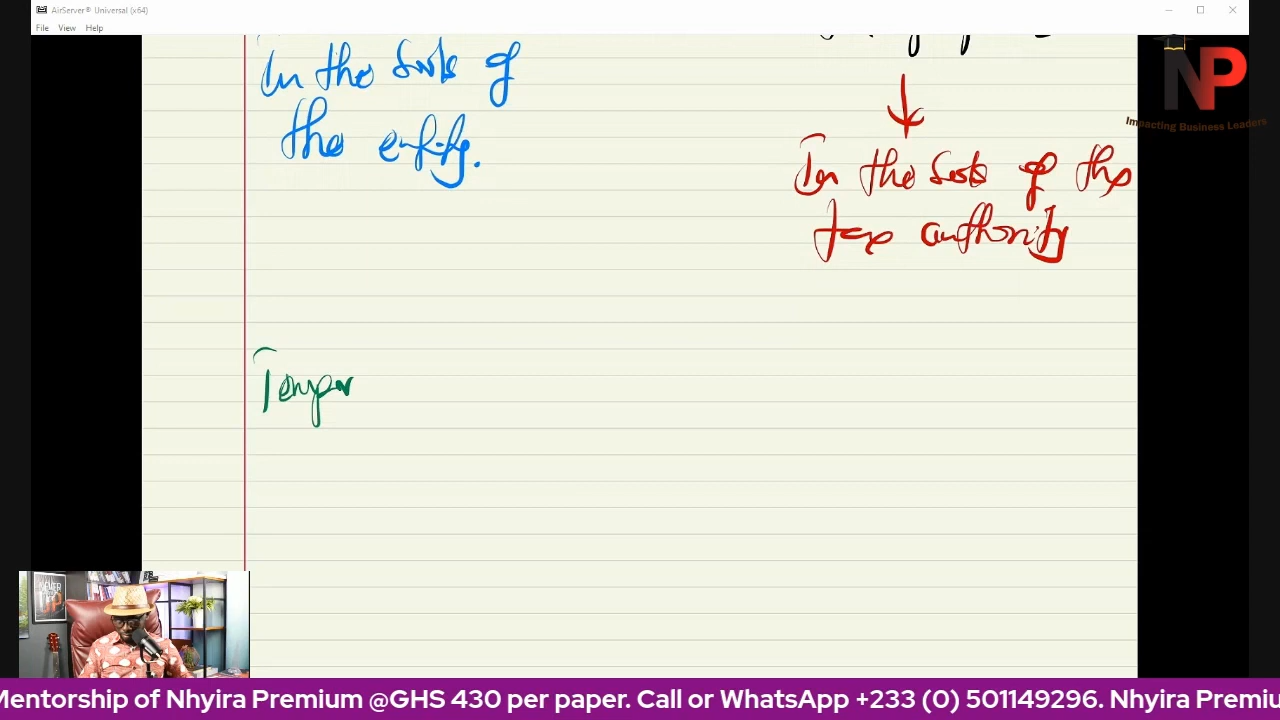 AirServer® Universal (x64)
File View Help
In the books of
the entity.
In the books of the
tax authority
Tempor
NP
Impacting Business Leaders
Mentorship of Nhyira Premium @GHS 430 per paper. Call or WhatsApp +233 (0) 501149296. Nhyira Premiu